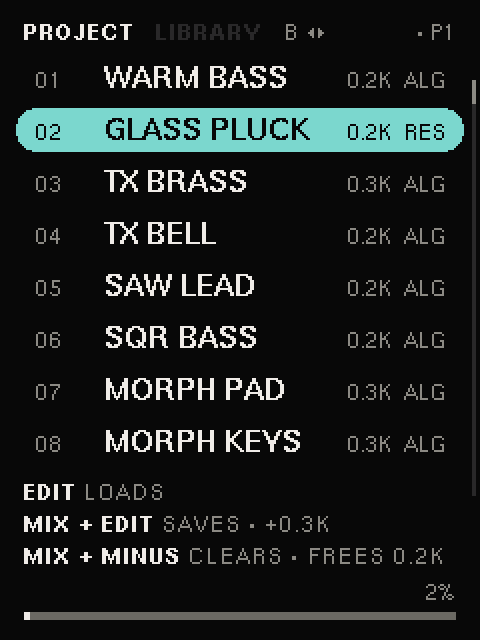 PROJECT LIBRARY B ◂▸ · P1
01 WARM BASS 0.2K ALG
02 GLASS PLUCK 0.2K RES
03 TX BRASS 0.3K ALG
04 TX BELL 0.2K ALG
05 SAW LEAD 0.2K ALG
06 SQR BASS 0.2K ALG
07 MORPH PAD 0.3K ALG
08 MORPH KEYS 0.3K ALG
EDIT LOADS
MIX + EDIT SAVES · +0.3K
MIX + MINUS CLEARS · FREES 0.2K
2%